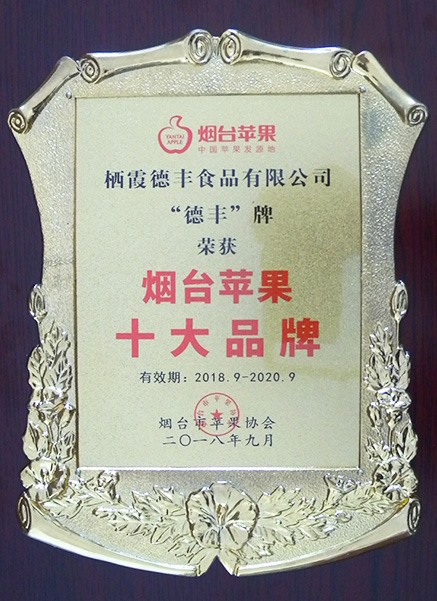 YANTAI
APPLE
烟台苹果
中国苹果发源地
栖霞德丰食品有限公司
“德丰”牌
荣获
烟台苹果
十大品牌
有效期：2018.9-2020.9
烟台市苹果协会
二〇一八年九月